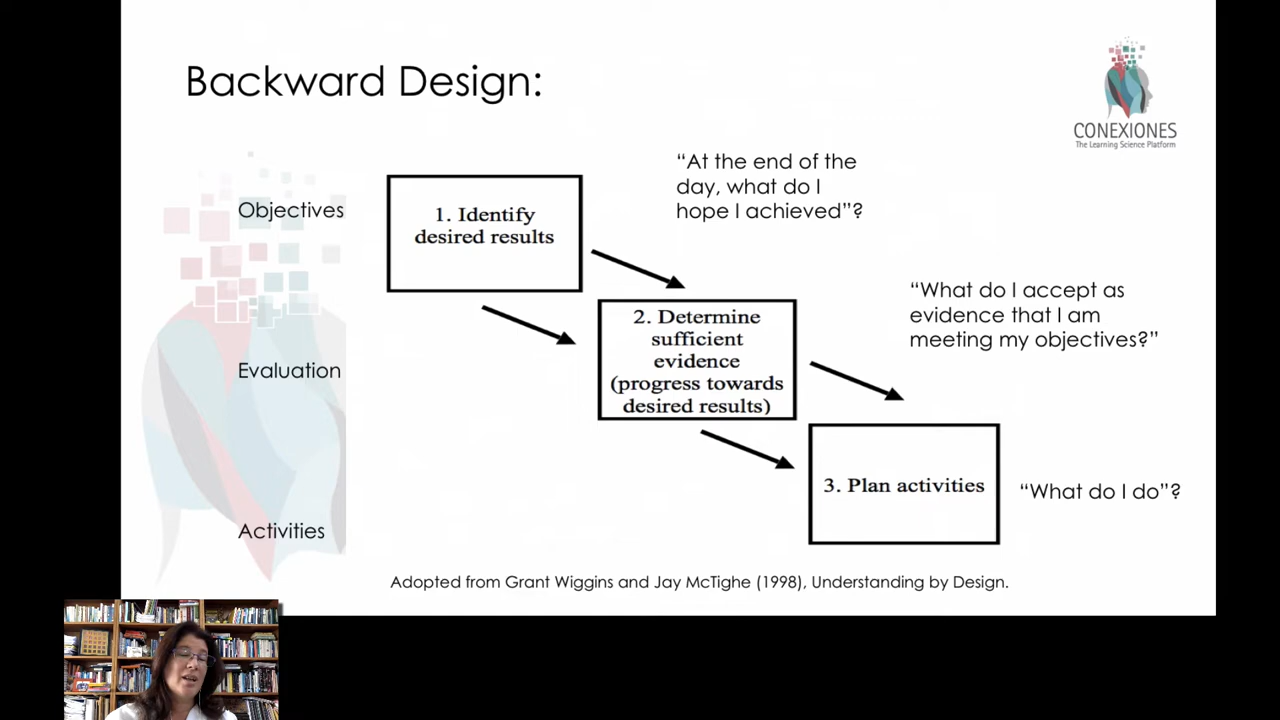 Backward Design:
CONEXIONES
The Learning Science Platform
Objectives
1. Identify
desired results
“At the end of the
day, what do I
hope I achieved”?
Evaluation
2. Determine
sufficient
evidence
(progress towards
desired results)
“What do I accept as
evidence that I am
meeting my objectives?”
Activities
3. Plan activities
“What do I do”?
Adopted from Grant Wiggins and Jay McTighe (1998), Understanding by Design.